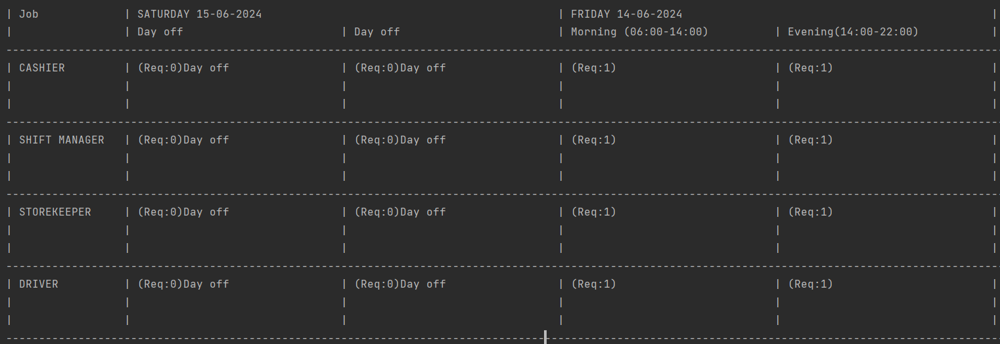 | Job | SATURDAY 15-06-2024 | FRIDAY 14-06-2024 |
| | Day off | Day off | Morning (06:00-14:00) | Evening(14:00-22:00) |
--------------------------------------------------------------------------------------------------------------------------------------------------------
| CASHIER | (Req:0)Day off | (Req:0)Day off | (Req:1) | (Req:1) |
| | | | | |
| | | | | |
--------------------------------------------------------------------------------------------------------------------------------------------------------
| SHIFT MANAGER | (Req:0)Day off | (Req:0)Day off | (Req:1) | (Req:1) |
| | | | | |
| | | | | |
--------------------------------------------------------------------------------------------------------------------------------------------------------
| STOREKEEPER | (Req:0)Day off | (Req:0)Day off | (Req:1) | (Req:1) |
| | | | | |
| | | | | |
--------------------------------------------------------------------------------------------------------------------------------------------------------
| DRIVER | (Req:0)Day off | (Req:0)Day off | (Req:1) | (Req:1) |
| | | | | |
| | | | | |
--------------------------------------------------------------------------------------------------------------------------------------------------------